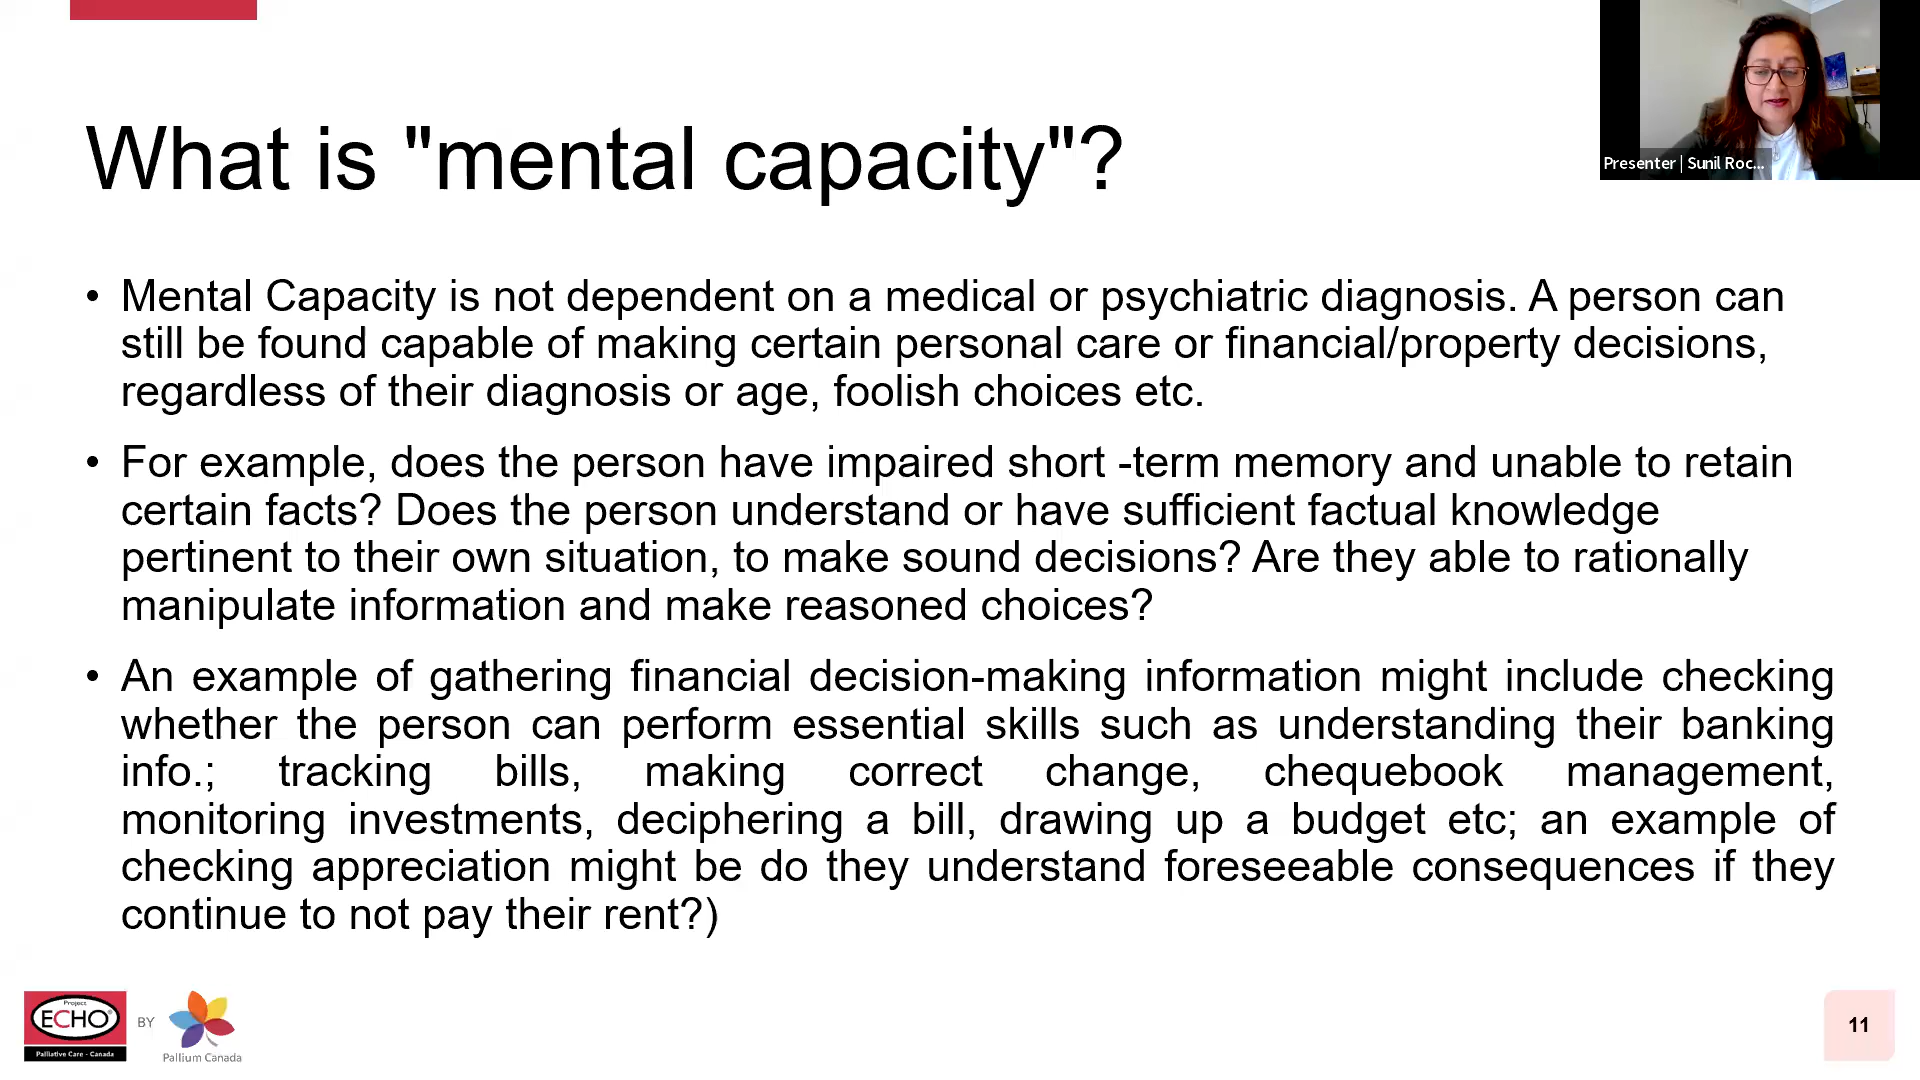 What is "mental capacity"?
Presenter | Sunil Roc...
• Mental Capacity is not dependent on a medical or psychiatric diagnosis. A person can
still be found capable of making certain personal care or financial/property decisions,
regardless of their diagnosis or age, foolish choices etc.
• For example, does the person have impaired short -term memory and unable to retain
certain facts? Does the person understand or have sufficient factual knowledge
pertinent to their own situation, to make sound decisions? Are they able to rationally
manipulate information and make reasoned choices?
• An example of gathering financial decision-making information might include checking
whether the person can perform essential skills such as understanding their banking
info.; tracking bills, making correct change, chequebook management,
monitoring investments, deciphering a bill, drawing up a budget etc; an example of
checking appreciation might be do they understand foreseeable consequences if they
continue to not pay their rent?)
Project
ECHO®
Palliative Care - Canada
BY
Pallium Canada
11